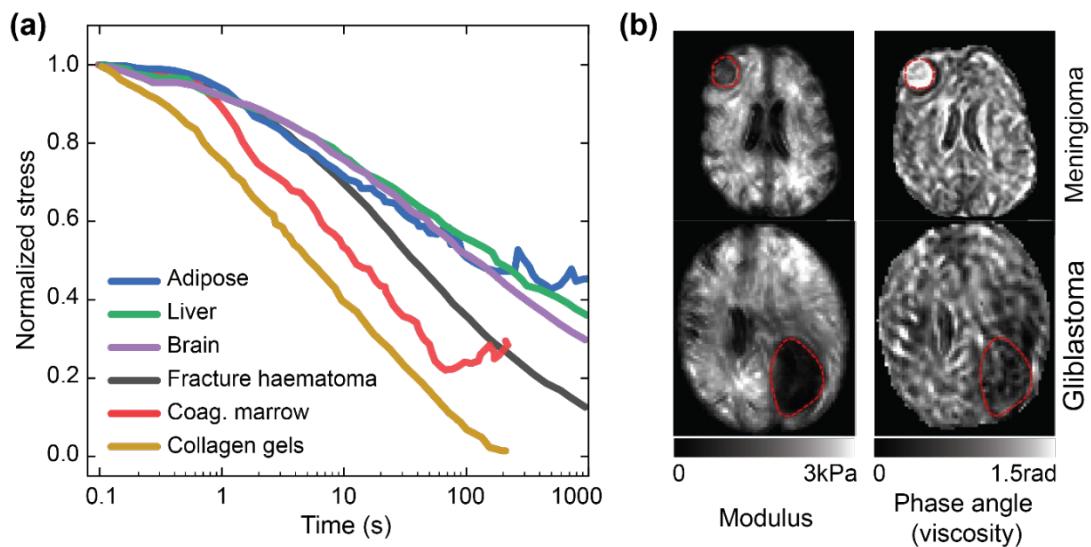 (a)
Normalized stress
1.0
0.8
0.6
0.4
0.2
0.0
Adipose
Liver
Brain
Fracture haematoma
Coag. marrow
Collagen gels
0.1
1
10
100
1000
Time (s)
(b)
Meningioma
Gliblastoma
0
3kPa
0
1.5rad
Modulus
Phase angle
(viscosity)